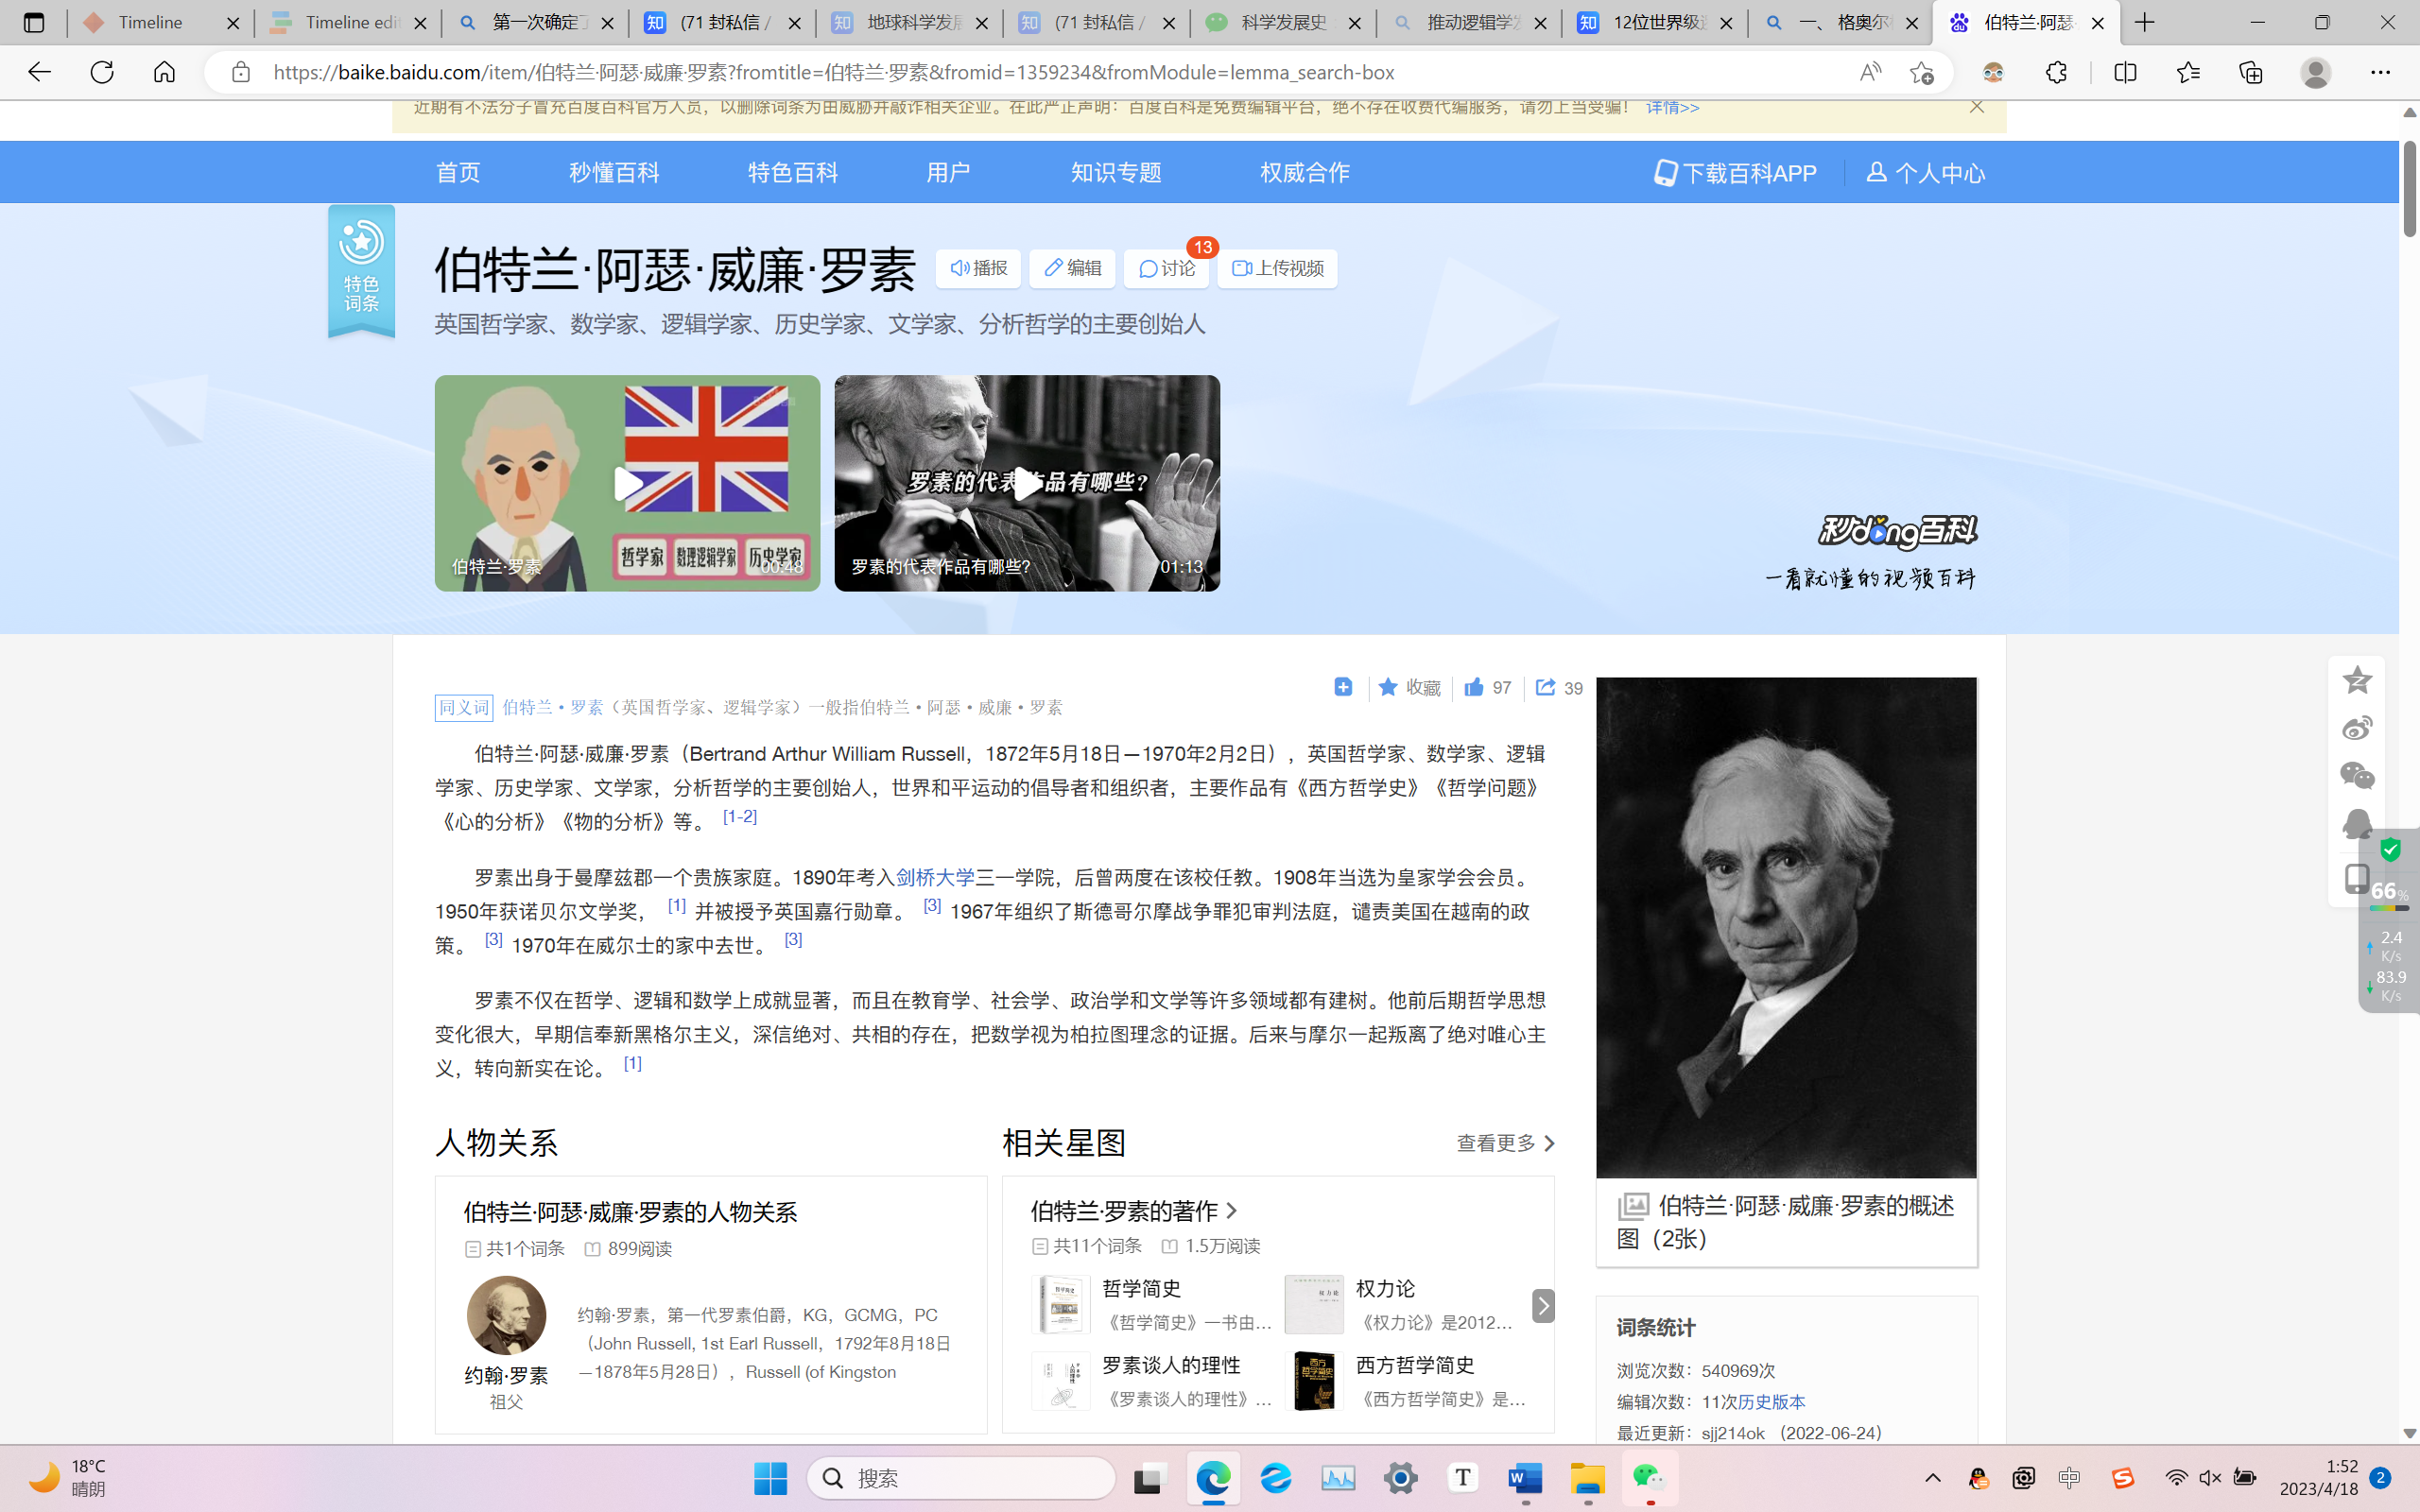 Timeline
Timeline edi
第一次确定了
(71 封私信 /
地球科学发展
(71 封私信 /
科学发展史
推动逻辑学发
12位世界级逻
一、 格奥尔
伯特兰·阿瑟·
https://baike.baidu.com/item/伯特兰·阿瑟·威廉·罗素?fromtitle=伯特兰·罗素&fromid=1359234&fromModule=lemma_search-box
近期有不法分子冒充百度百科官方人员，以删除词条为由威胁并敲诈相关企业。在此严正声明：百度百科是免费编辑平台，绝不存在收费代编服务，请勿上当受骗！ 详情>>
首页 秒懂百科 特色百科 用户 知识专题 权威合作 下载百科APP 个人中心
特色
词条
伯特兰·阿瑟·威廉·罗素 播报 编辑 讨论 13 上传视频
英国哲学家、数学家、逻辑学家、历史学家、文学家、分析哲学的主要创始人
哲学家 数理逻辑学家 历史学家
伯特兰·罗素 00:48
罗素的代表作品有哪些?
罗素的代表作品有哪些? 01:13
秒dong百科
一看就懂的视频百科
收藏 97 39
同义词 伯特兰·罗素（英国哲学家、逻辑学家）一般指伯特兰·阿瑟·威廉·罗素
伯特兰·阿瑟·威廉·罗素（Bertrand Arthur William Russell，1872年5月18日—1970年2月2日），英国哲学家、数学家、逻辑
学家、历史学家、文学家，分析哲学的主要创始人，世界和平运动的倡导者和组织者，主要作品有《西方哲学史》《哲学问题》
《心的分析》《物的分析》等。 [1-2]
罗素出身于曼摩兹郡一个贵族家庭。1890年考入剑桥大学三一学院，后曾两度在该校任教。1908年当选为皇家学会会员。
1950年获诺贝尔文学奖， [1] 并被授予英国嘉行勋章。 [3] 1967年组织了斯德哥尔摩战争罪犯审判法庭，谴责美国在越南的政
策。 [3] 1970年在威尔士的家中去世。 [3]
罗素不仅在哲学、逻辑和数学上成就显著，而且在教育学、社会学、政治学和文学等许多领域都有建树。他前后期哲学思想
变化很大，早期信奉新黑格尔主义，深信绝对、共相的存在，把数学视为柏拉图理念的证据。后来与摩尔一起叛离了绝对唯心主
义，转向新实在论。 [1]
人物关系
伯特兰·阿瑟·威廉·罗素的人物关系
共1个词条 899阅读
约翰·罗素，第一代罗素伯爵，KG，GCMG，PC
（John Russell, 1st Earl Russell，1792年8月18日
—1878年5月28日），Russell (of Kingston
约翰·罗素
祖父
相关星图 查看更多
伯特兰·罗素的著作
共11个词条 1.5万阅读
哲学简史
《哲学简史》一书由...
权力论
《权力论》是2012...
罗素谈人的理性
《罗素谈人的理性》...
西方哲学简史
《西方哲学简史》是...
伯特兰·阿瑟·威廉·罗素的概述
图（2张）
词条统计
浏览次数：540969次
编辑次数：11次历史版本
最近更新：sjj214ok （2022-06-24）
66%
2.4
K/s
83.9
K/s
18°C
晴朗
搜索
中
1:52
2023/4/18
2